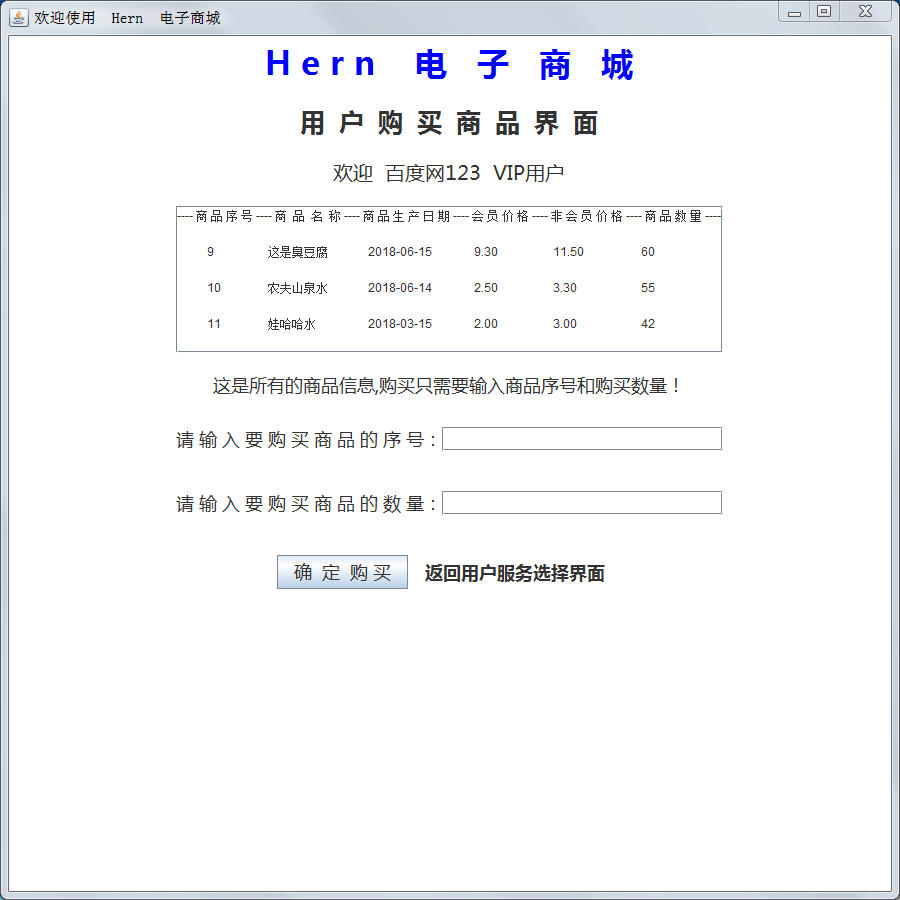 欢迎使用 Hern 电子商城
Hern 电 子 商 城
用 户 购 买 商 品 界 面
欢迎 百度网123 VIP用户
----商品序号----商 品 名 称----商品生产日期----会员价格----非会员价格----商品数量----
9 这是臭豆腐 2018-06-15 9.30 11.50 60
10 农夫山泉水 2018-06-14 2.50 3.30 55
11 娃哈哈水 2018-03-15 2.00 3.00 42
这是所有的商品信息,购买只需要输入商品序号和购买数量！
请 输 入 要 购 买 商 品 的 序 号：
请 输 入 要 购 买 商 品 的 数 量：
确 定 购 买 返回用户服务选择界面